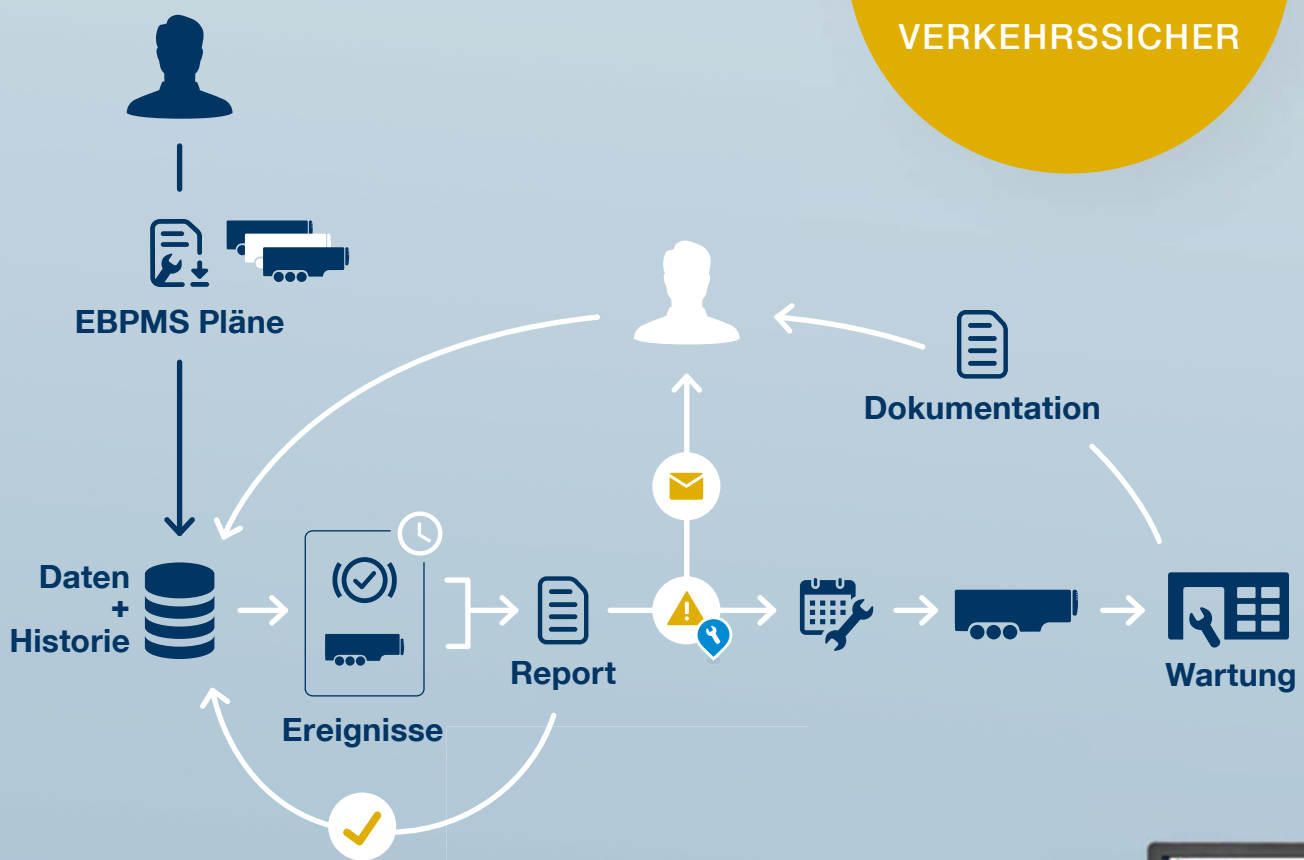 VERKEHRSSICHER
EBPMS Pläne
Dokumentation
Daten
+
Historie
Report
Wartung
Ereignisse